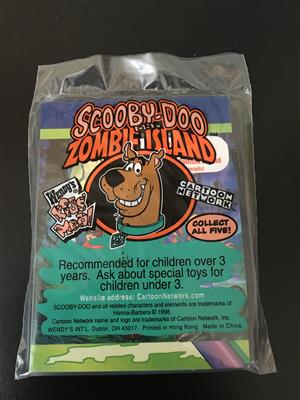 SCOOBY-DOO
ZOMBIE ISLAND
Wendy's
CARTOON
NETWORK
COLLECT
ALL FIVE!
Recommended for children over 3
years. Ask about special toys for
children under 3.
Website address: CartoonNetwork.com
SCOOBY-DOO and all related characters and elements are trademarks of
Hanna-Barbera © 1998.
Cartoon Network name and logo are trademarks of Cartoon Network, Inc.
WENDY'S INT'L. Dublin, OH 43017. Printed in Hong Kong. Made in China.